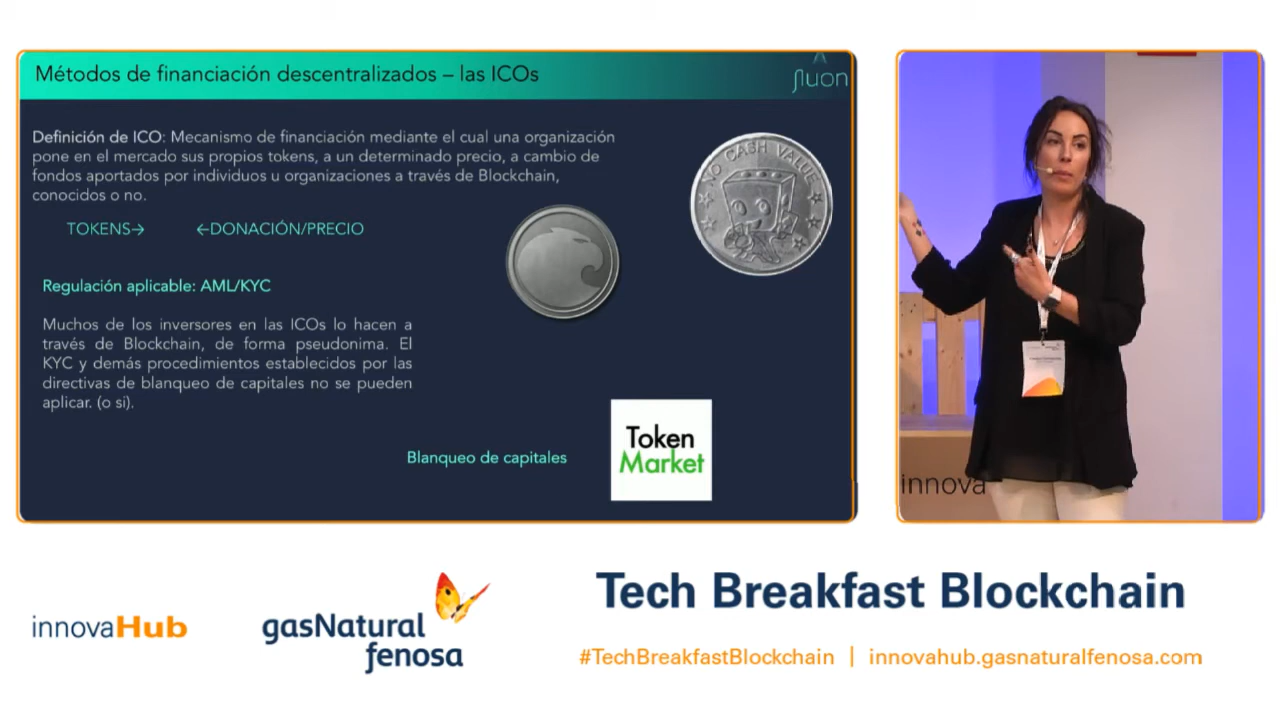 Métodos de financiación descentralizados – las ICOs
fluon
Definición de ICO: Mecanismo de financiación mediante el cual una organización
pone en el mercado sus propios tokens, a un determinado precio, a cambio de
fondos aportados por individuos u organizaciones a través de Blockchain,
conocidos o no.
NO CASH VALUE
TOKENS→ ←DONACIÓN/PRECIO
Regulación aplicable: AML/KYC
Muchos de los inversores en las ICOs lo hacen a
través de Blockchain, de forma pseudonima. El
KYC y demás procedimientos establecidos por las
directivas de blanqueo de capitales no se pueden
aplicar. (o si).
Blanqueo de capitales
Token
Market
innova
innovaHub
gasNatural
fenosa
Tech Breakfast Blockchain
#TechBreakfastBlockchain | innovahub.gasnaturalfenosa.com